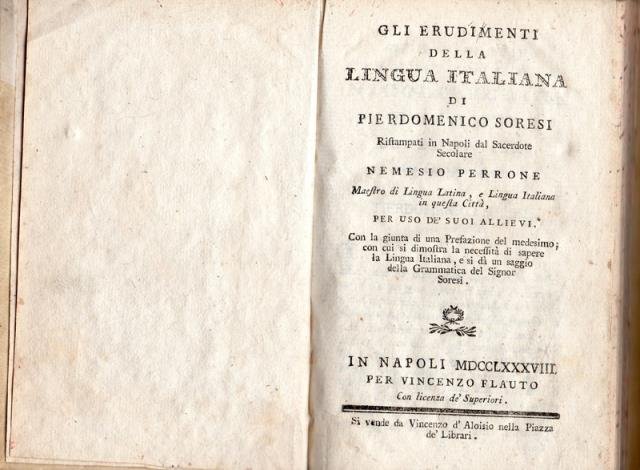 GLI ERUDIMENTI
DELLA
LINGUA ITALIANA
DI
PIERDOMENICO SORESI
Riſtampati in Napoli dal Sacerdote
Secolare
NEMESIO PERRONE
Maeſtro di Lingua Latina, e Lingua Italiana
in queſta Città,
PER USO DE' SUOI ALLIEVI.
Con la giunta di una Prefazione del medeſimo;
con cui si dimoſtra la neceſſità di sapere
la Lingua Italiana, e si dà un saggio
della Grammatica del Signor
Soresi.
IN NAPOLI MDCCLXXXVIII.
PER VINCENZO FLAUTO
Con licenza de' Superiori.
Si vende da Vincenzo d' Aloisio nella Piazza
de' Librari.